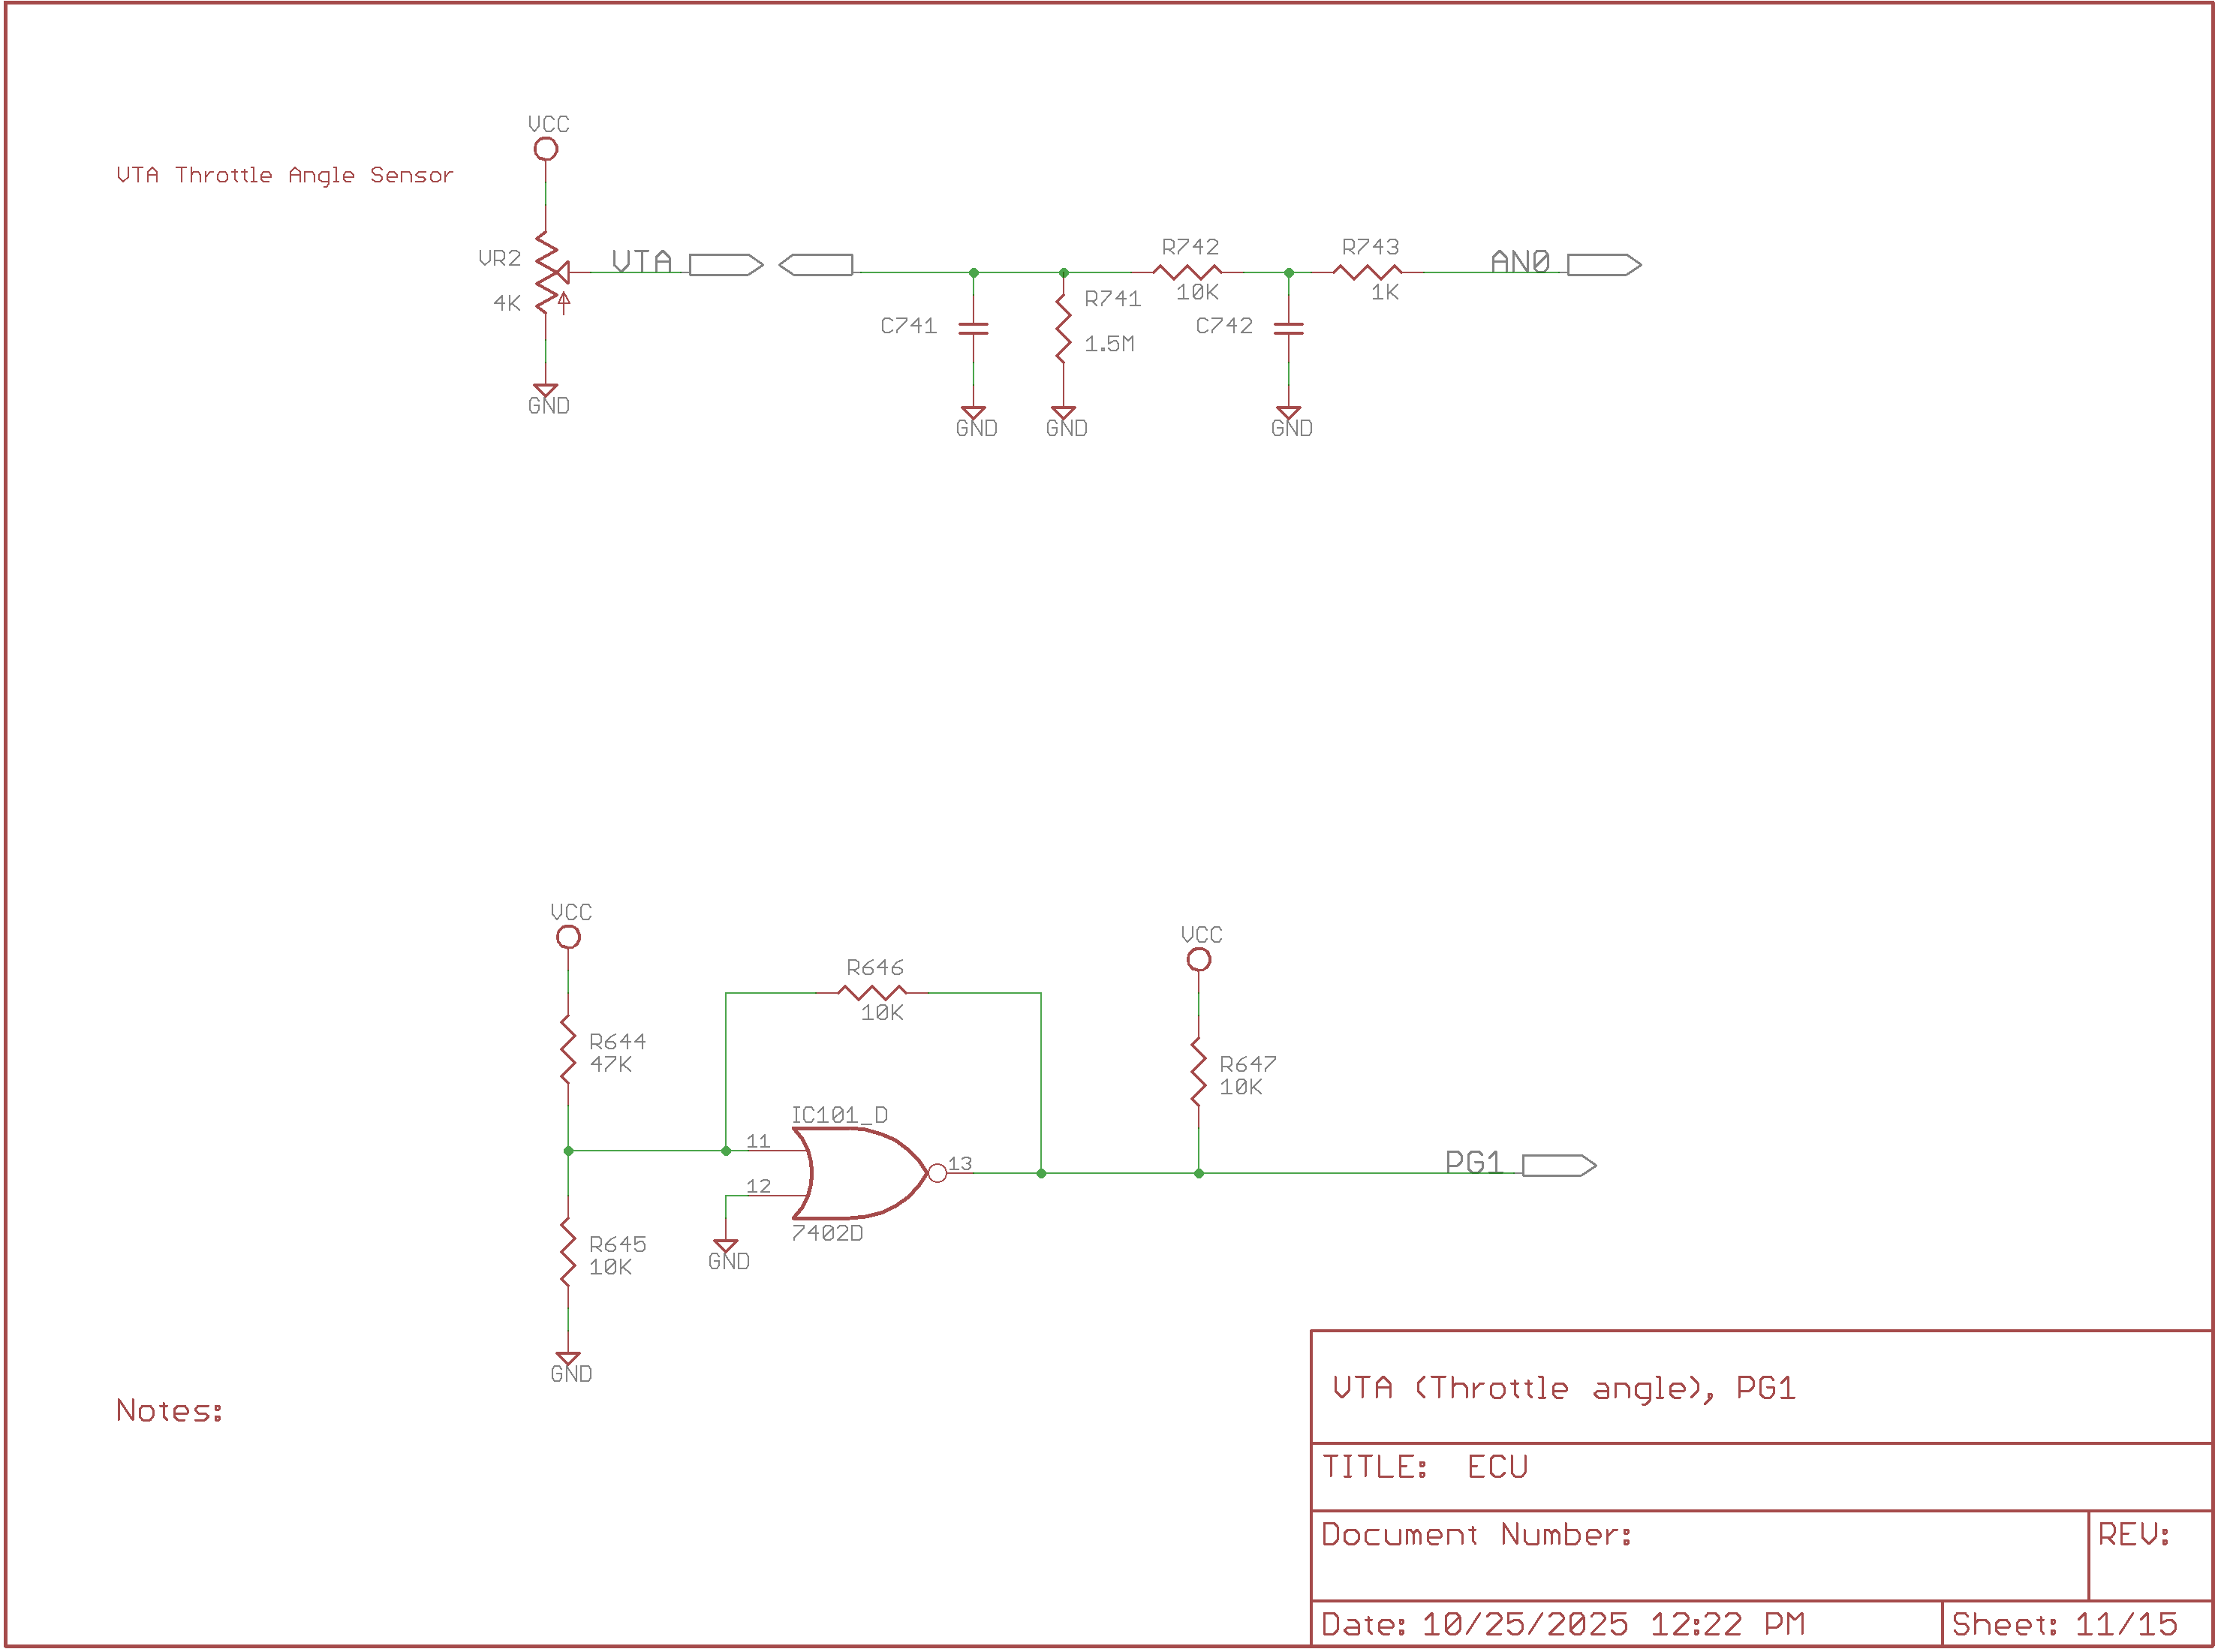 VCC
VTA Throttle Angle Sensor
VR2
4K
GND
VTA
C741
GND
R741
1.5M
GND
R742
10K
C742
GND
R743
1K
AN0
VCC
R644
47K
R645
10K
GND
R646
10K
IC101_D
11
12
13
7402D
GND
VCC
R647
10K
PG1
Notes:
VTA (Throttle angle), PG1
TITLE: ECU
Document Number:
REV:
Date: 10/25/2025 12:22 PM
Sheet: 11/15